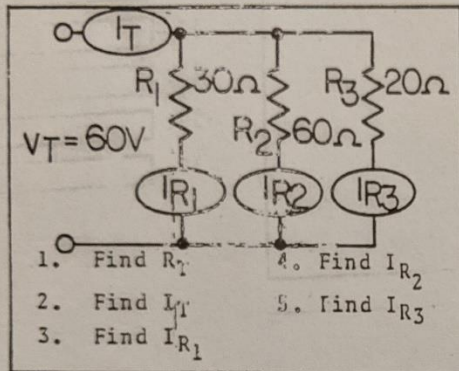 IT
R1 30Ω R3 20Ω
VT=60V R2 60Ω
IR1 IR2 IR3
1. Find RT 4. Find IR2
2. Find IT 5. Find IR3
3. Find IR1